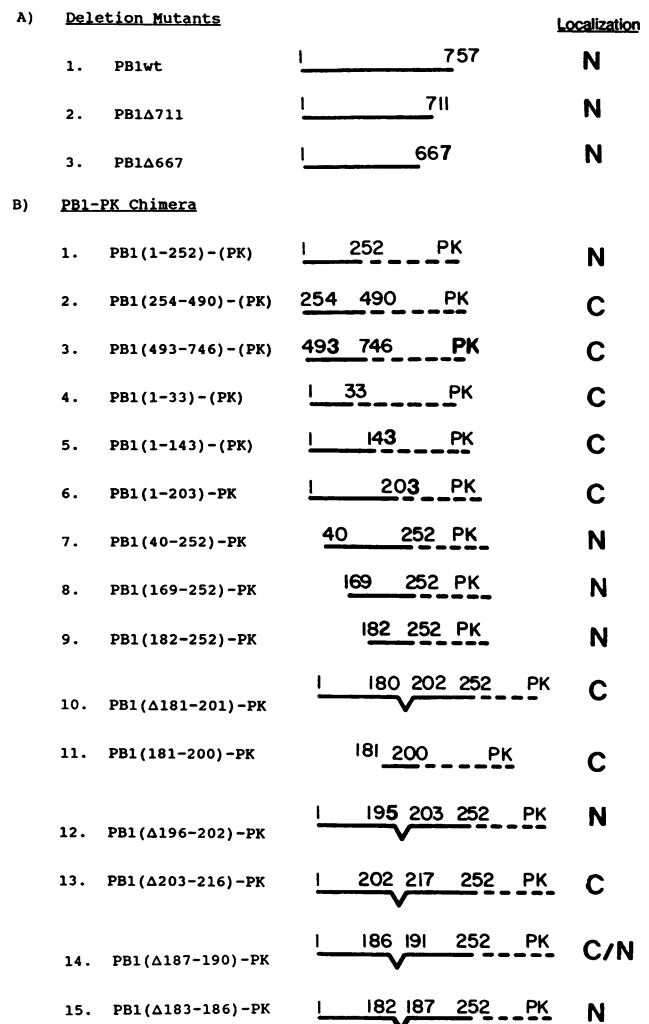 A) Deletion Mutants Localization
1. PB1wt 1 757 N
2. PB1Δ711 1 711 N
3. PB1Δ667 1 667 N
B) PB1-PK Chimera
1. PB1(1-252)-(PK) 1 252 PK N
2. PB1(254-490)-(PK) 254 490 PK C
3. PB1(493-746)-(PK) 493 746 PK C
4. PB1(1-33)-(PK) 1 33 PK C
5. PB1(1-143)-(PK) 1 143 PK C
6. PB1(1-203)-PK 1 203 PK C
7. PB1(40-252)-PK 40 252 PK N
8. PB1(169-252)-PK 169 252 PK N
9. PB1(182-252)-PK 182 252 PK N
10. PB1(Δ181-201)-PK 1 180 202 252 PK C
11. PB1(181-200)-PK 181 200 PK C
12. PB1(Δ196-202)-PK 1 195 203 252 PK N
13. PB1(Δ203-216)-PK 1 202 217 252 PK C
14. PB1(Δ187-190)-PK 1 186 191 252 PK C/N
15. PB1(Δ183-186)-PK 1 182 187 252 PK N